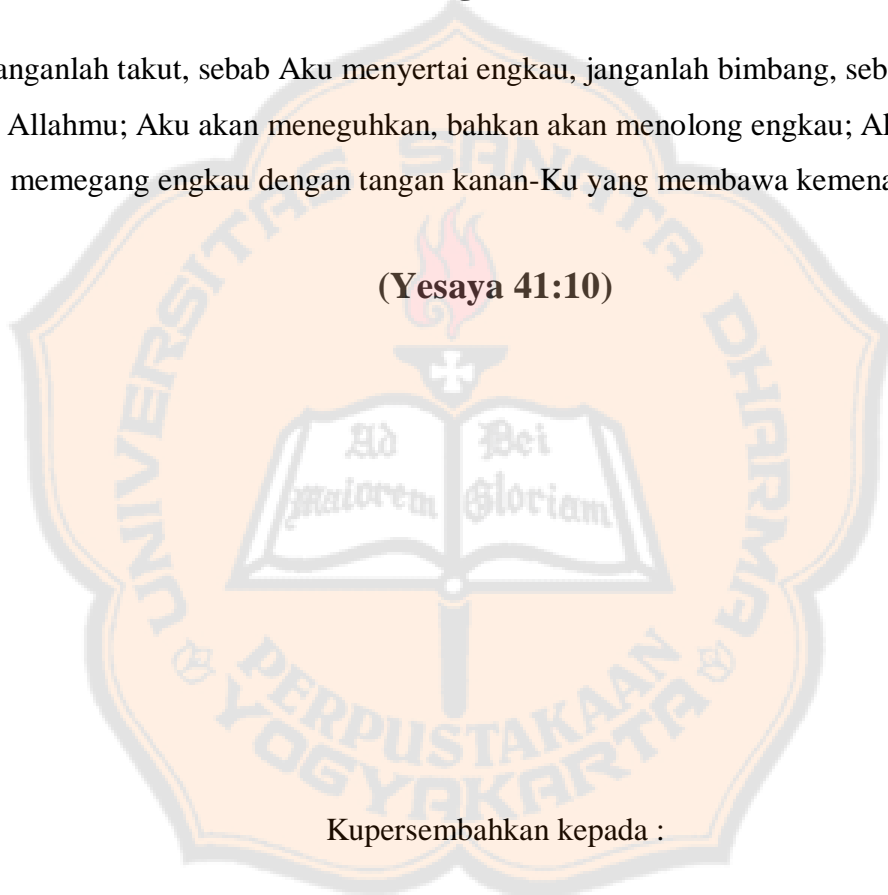 anganlah takut, sebab Aku menyertai engkau, janganlah bimbang, seb
Allahmu; Aku akan meneguhkan, bahkan akan menolong engkau;
memegang engkau dengan tangan kanan-Ku yang membawa kemena
UNIVERSITAS SANATA DHARMA
(Yesaya 41:10)
Ad Dei
Maiorem Gloriam
PERPUSTAKAAN
YOGYAKARTA
Kupersembahkan kepada :